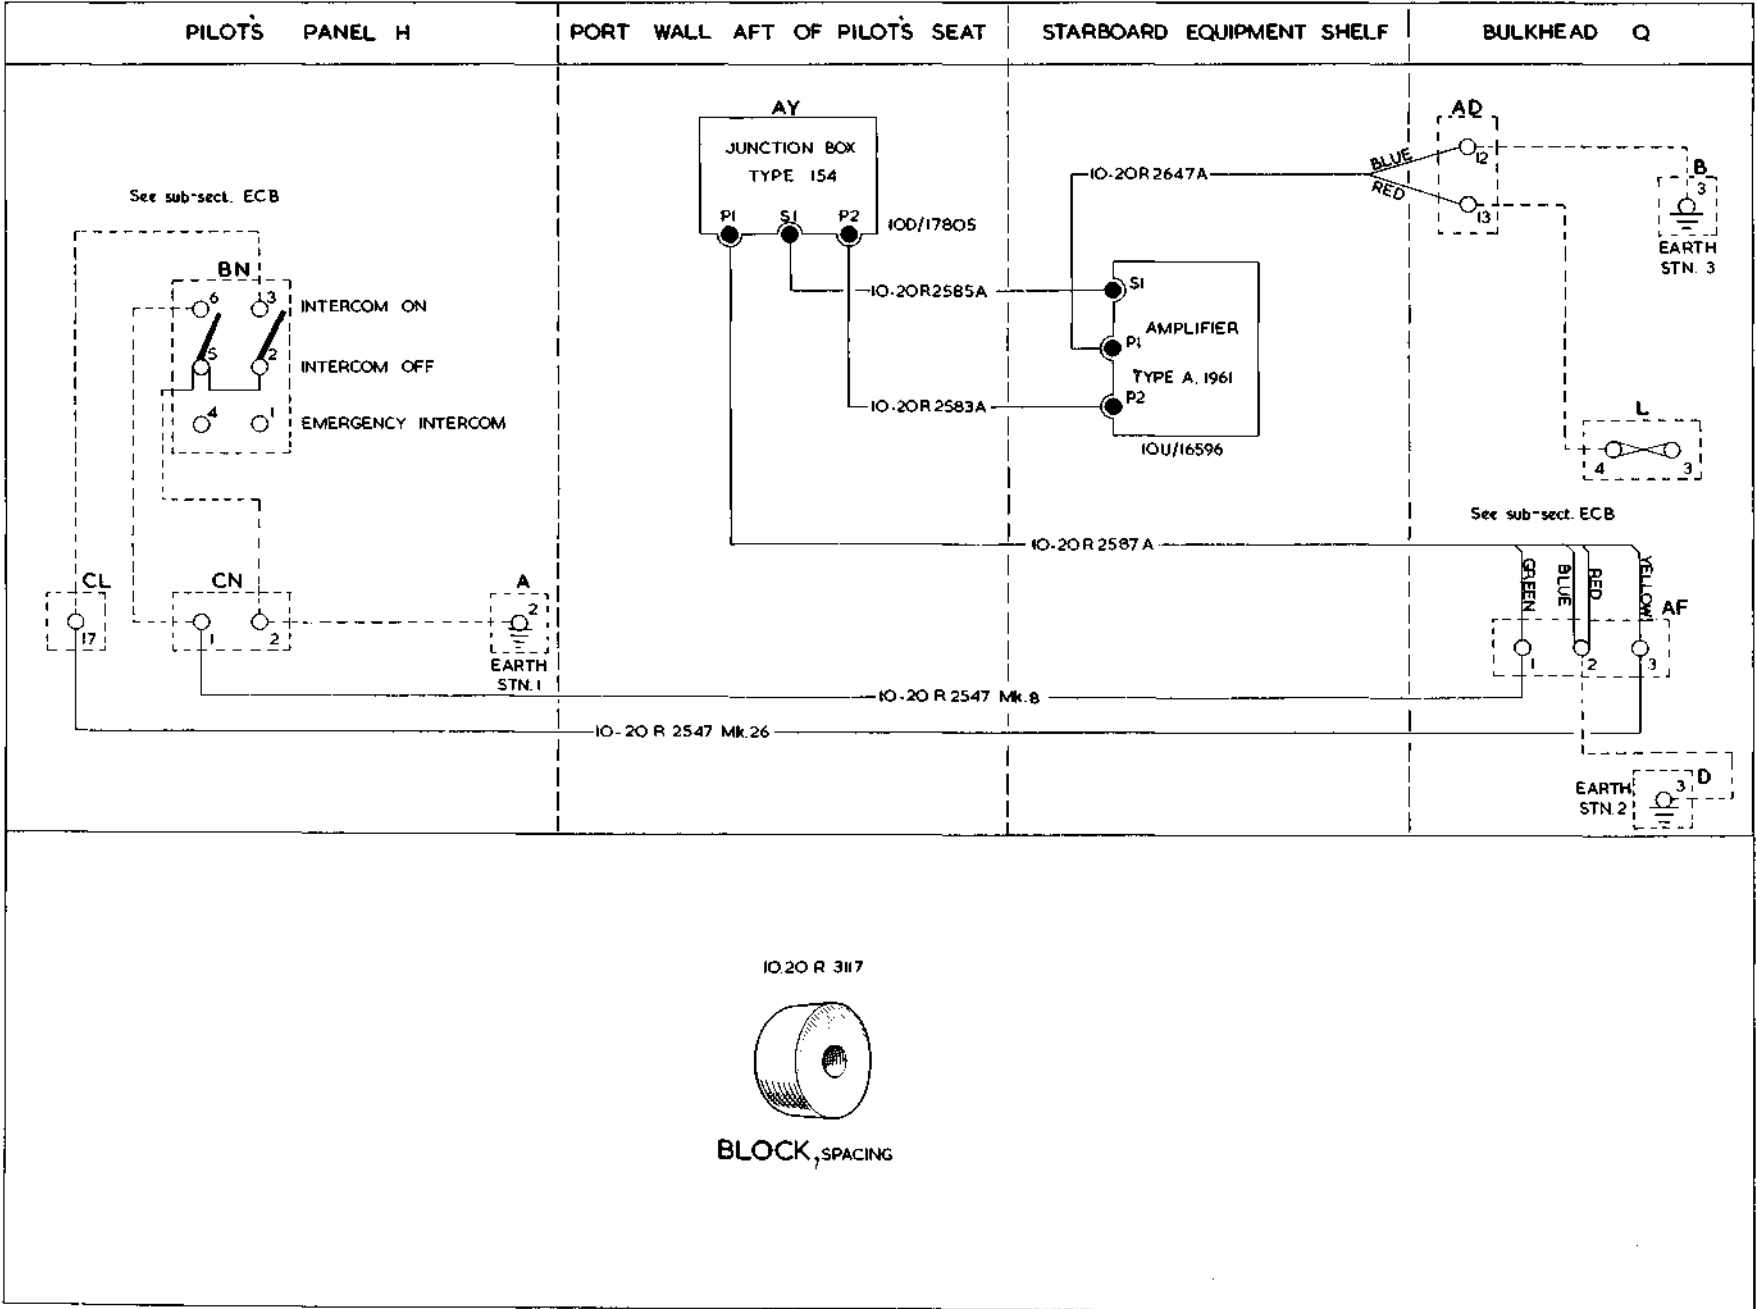 PILOT'S PANEL H
PORT WALL AFT OF PILOT'S SEAT
STARBOARD EQUIPMENT SHELF
BULKHEAD Q
See sub-sect. ECB
BN
6
3
INTERCOM ON
5
2
INTERCOM OFF
4
1
EMERGENCY INTERCOM
CL
17
CN
1
2
A
2
EARTH
STN. 1
AY
JUNCTION BOX
TYPE 154
P1
S1
P2
10D/17805
10-20R2585A
10-20R2583A
10-20R2647A
S1
AMPLIFIER
P1
TYPE A.1961
P2
10U/16596
BLUE
RED
AD
12
13
B
3
EARTH
STN. 3
L
4
3
See sub-sect. ECB
10-20R2587A
GREEN
BLUE
RED
YELLOW
AF
1
2
3
10-20 R 2547 Mk.8
10-20 R 2547 Mk.26
EARTH
STN.2
3
D
10.20 R 3117
BLOCK, SPACING